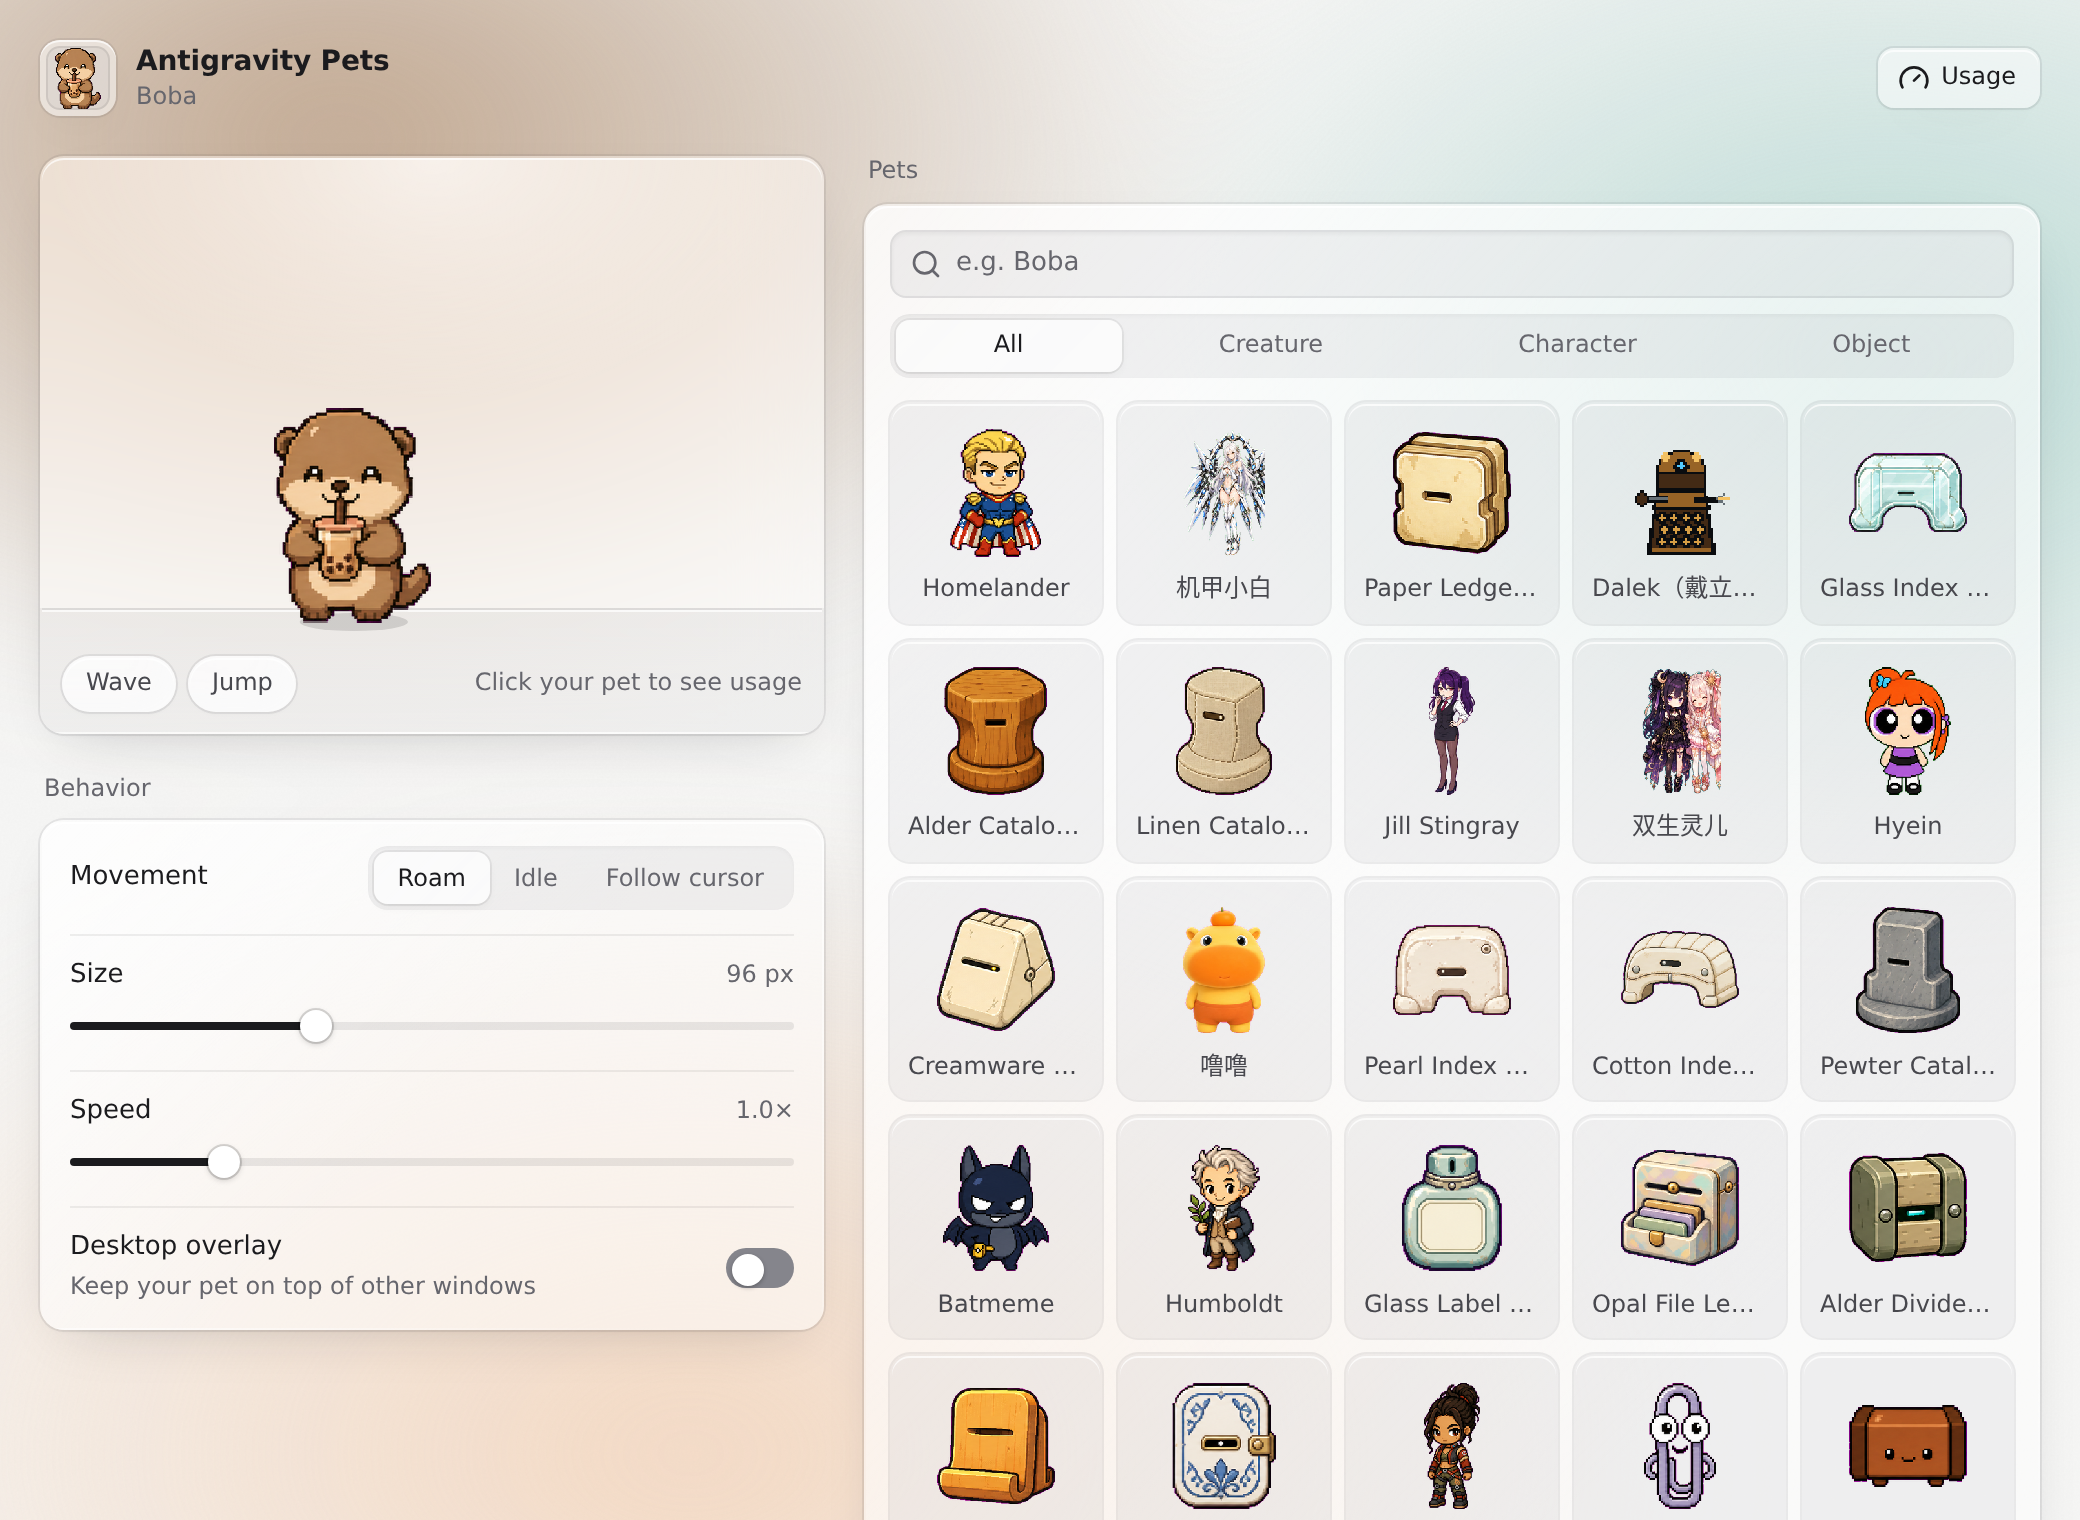 Antigravity Pets
Boba
Usage
Wave
Jump
Click your pet to see usage
Behavior
Movement
Roam
Idle
Follow cursor
Size
96 px
Speed
1.0×
Desktop overlay
Keep your pet on top of other windows
Pets
e.g. Boba
All
Creature
Character
Object
Homelander
机甲小白
Paper Ledge…
Dalek（戴立…
Glass Index …
Alder Catalo…
Linen Catalo…
Jill Stingray
双生灵儿
Hyein
Creamware …
噜噜
Pearl Index …
Cotton Inde…
Pewter Catal…
Batmeme
Humboldt
Glass Label …
Opal File Le…
Alder Divide…